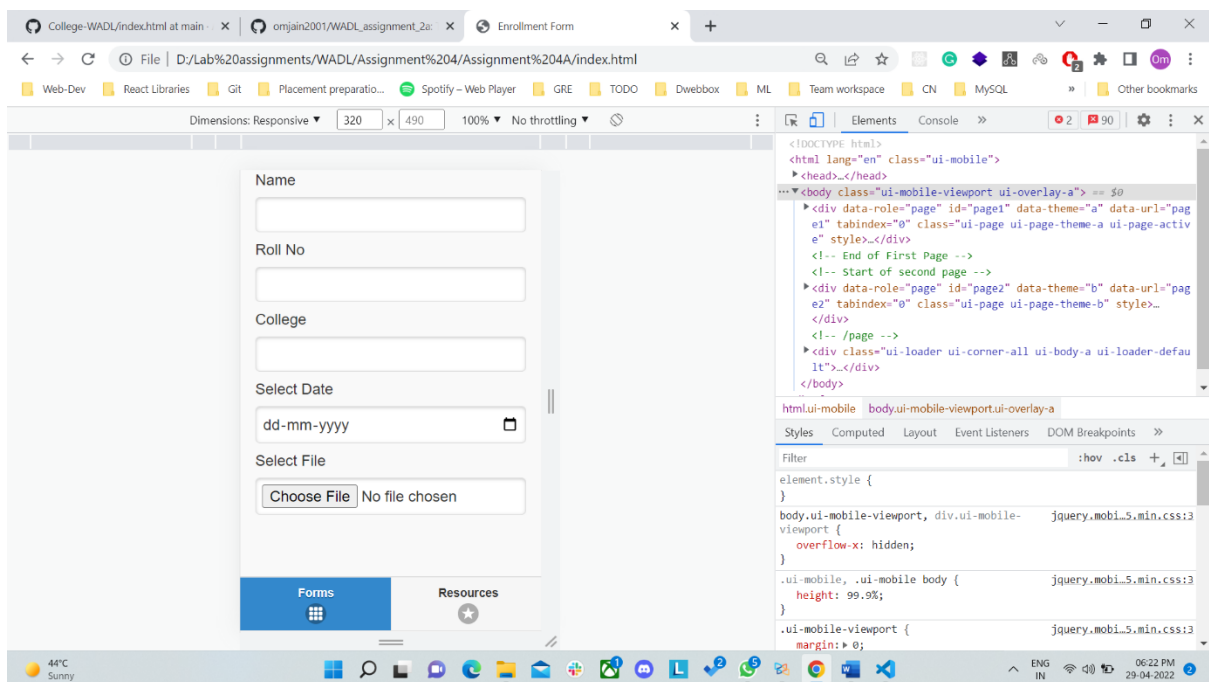 College-WADL/index.html at main ·
omjain2001/WADL_assignment_2a:
Enrollment Form
File
D:/Lab%20assignments/WADL/Assignment%204/Assignment%204A/index.html
2
Om
Web-Dev
React Libraries
Git
Placement preparatio...
Spotify – Web Player
GRE
TODO
Dwebbox
ML
Team workspace
CN
MySQL
»
Other bookmarks
Dimensions: Responsive ▼
320
×
490
100% ▼
No throttling ▼
Name
Roll No
College
Select Date
dd-mm-yyyy
Select File
Choose File No file chosen
Forms
Resources
Elements
Console
»
2
90
<!DOCTYPE html>
<html lang="en" class="ui-mobile">
▶<head>…</head>
···▼<body class="ui-mobile-viewport ui-overlay-a"> == $0
▶<div data-role="page" id="page1" data-theme="a" data-url="pag
e1" tabindex="0" class="ui-page ui-page-theme-a ui-page-activ
e" style>…</div>
<!-- End of First Page -->
<!-- Start of second page -->
▶<div data-role="page" id="page2" data-theme="b" data-url="pag
e2" tabindex="0" class="ui-page ui-page-theme-b" style>…
</div>
<!-- /page -->
▶<div class="ui-loader ui-corner-all ui-body-a ui-loader-defau
lt">…</div>
</body>
html.ui-mobile
body.ui-mobile-viewport.ui-overlay-a
Styles
Computed
Layout
Event Listeners
DOM Breakpoints
»
Filter
:hov
.cls
+
element.style {
}
body.ui-mobile-viewport, div.ui-mobile-
jquery.mobi…5.min.css:3
viewport {
overflow-x: hidden;
}
.ui-mobile, .ui-mobile body {
jquery.mobi…5.min.css:3
height: 99.9%;
}
.ui-mobile-viewport {
jquery.mobi…5.min.css:3
margin:▶ 0;
44°C
Sunny
2
5
ENG
IN
06:22 PM
29-04-2022
2